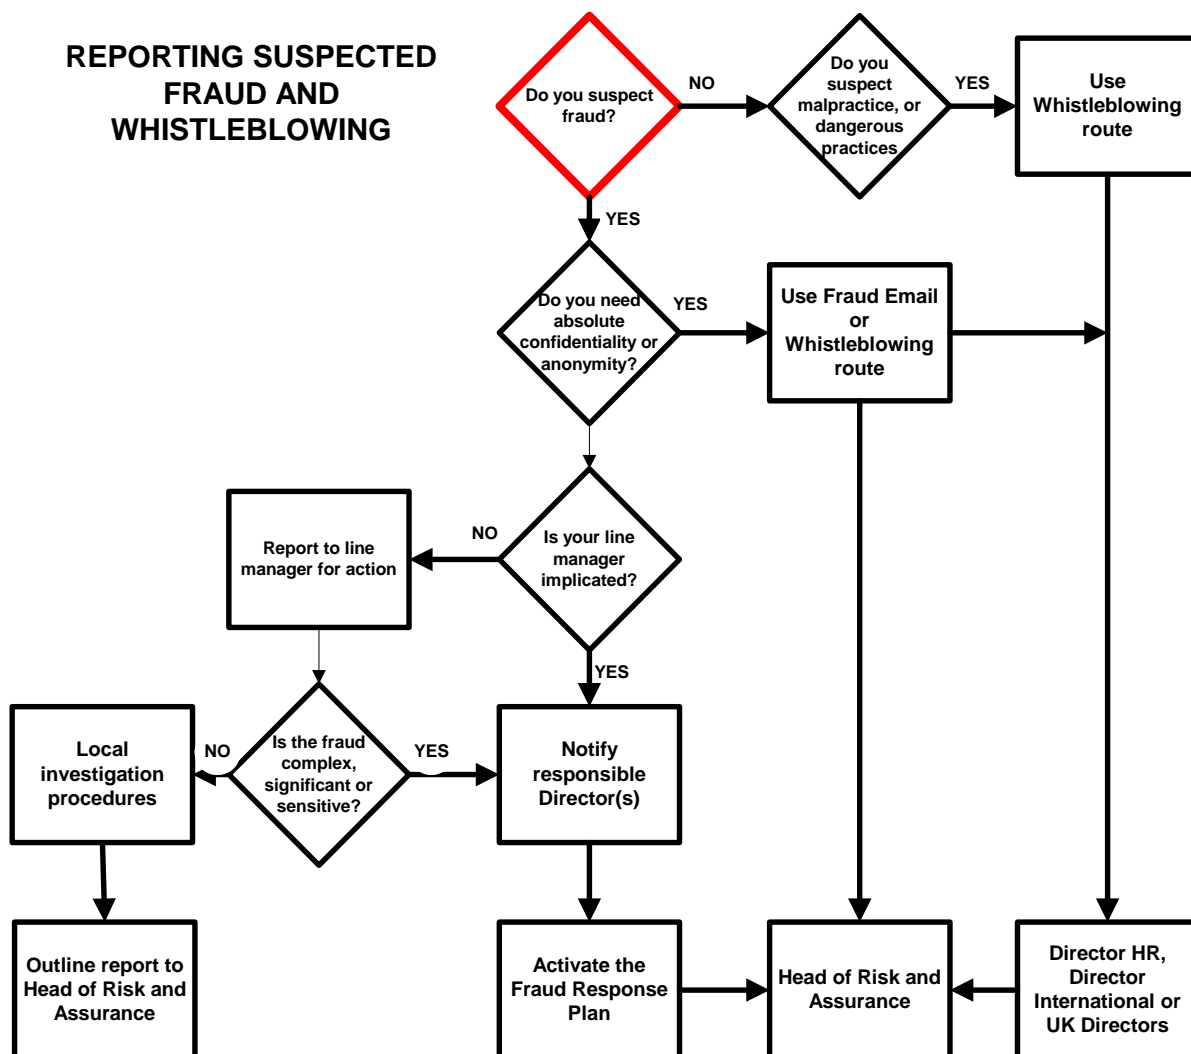 REPORTING SUSPECTED
FRAUD AND
WHISTLEBLOWING
Do you suspect
fraud?
NO
Do you
suspect
malpractice, or
dangerous
practices
YES
Use
Whistleblowing
route
YES
Do you need
absolute
confidentiality or
anonymity?
YES
Use Fraud Email
or
Whistleblowing
route
Report to line
manager for action
NO
Is your line
manager
implicated?
YES
Local
investigation
procedures
NO
Is the fraud
complex,
significant or
sensitive?
YES
Notify
responsible
Director(s)
Outline report to
Head of Risk and
Assurance
Activate the
Fraud Response
Plan
Head of Risk and
Assurance
Director HR,
Director
International or
UK Directors